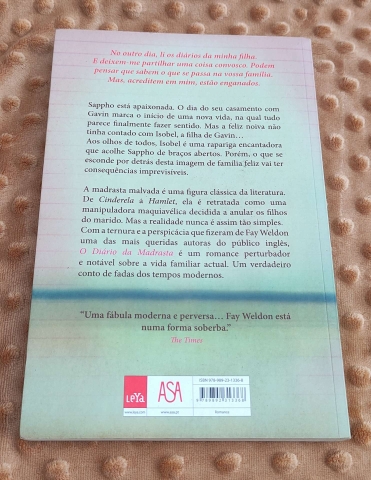 No outro dia, li os diários da minha filha.
E deixem-me partilhar uma coisa convosco. Podem
pensar que sabem o que se passa na vossa família.
Mas, acreditem em mim, estão enganados.
Sappho está apaixonada. O dia do seu casamento com
Gavin marca o início de uma nova vida, na qual tudo
parece finalmente fazer sentido. Mas a feliz noiva não
tinha contado com Isobel, a filha de Gavin...
Aos olhos de todos, Isobel é uma rapariga encantadora
que acolhe Sappho de braços abertos. Porém, o que se
esconde por detrás desta imagem de família feliz vai ter
consequências imprevisíveis.
A madrasta malvada é uma figura clássica da literatura.
De Cinderela a Hamlet, ela é retratada como uma
manipuladora maquiavélica decidida a anular os filhos
do marido. Mas a realidade nunca é assim tão simples.
Com a ternura e a perspicácia que fizeram de Fay Weldon
uma das mais queridas autoras do público inglês,
O Diário da Madrasta é um romance perturbador
e notável sobre a vida familiar actual. Um verdadeiro
conto de fadas dos tempos modernos.
"Uma fábula moderna e perversa... Fay Weldon está
numa forma soberba."
The Times
LEYA
ASA